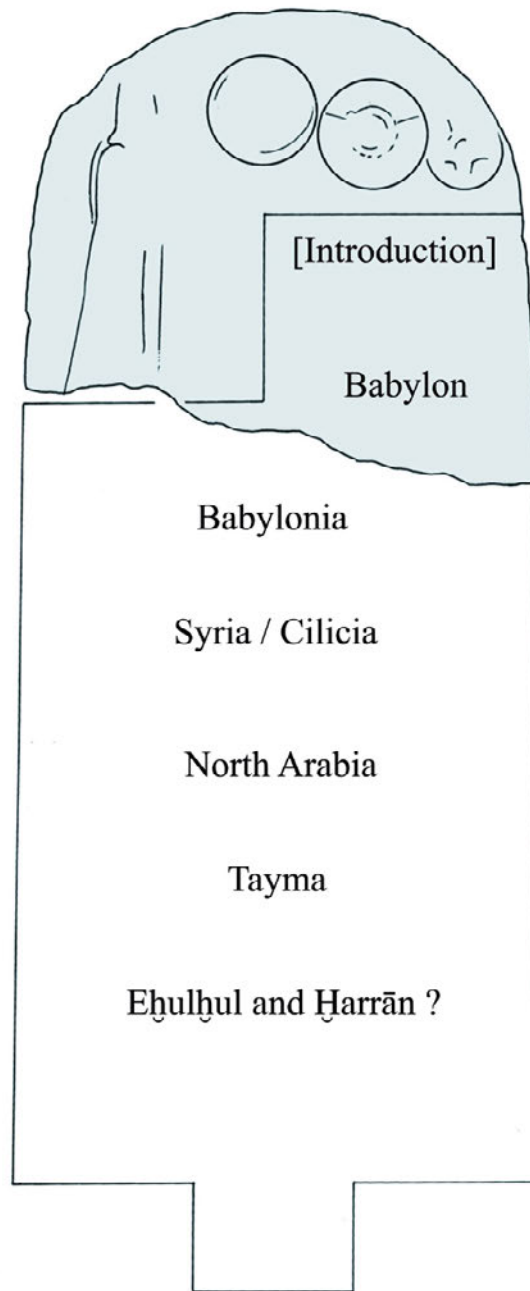 [Introduction]
Babylon
Babylonia
Syria / Cilicia
North Arabia
Tayma
Eḫulḫul and Ḫarrān ?